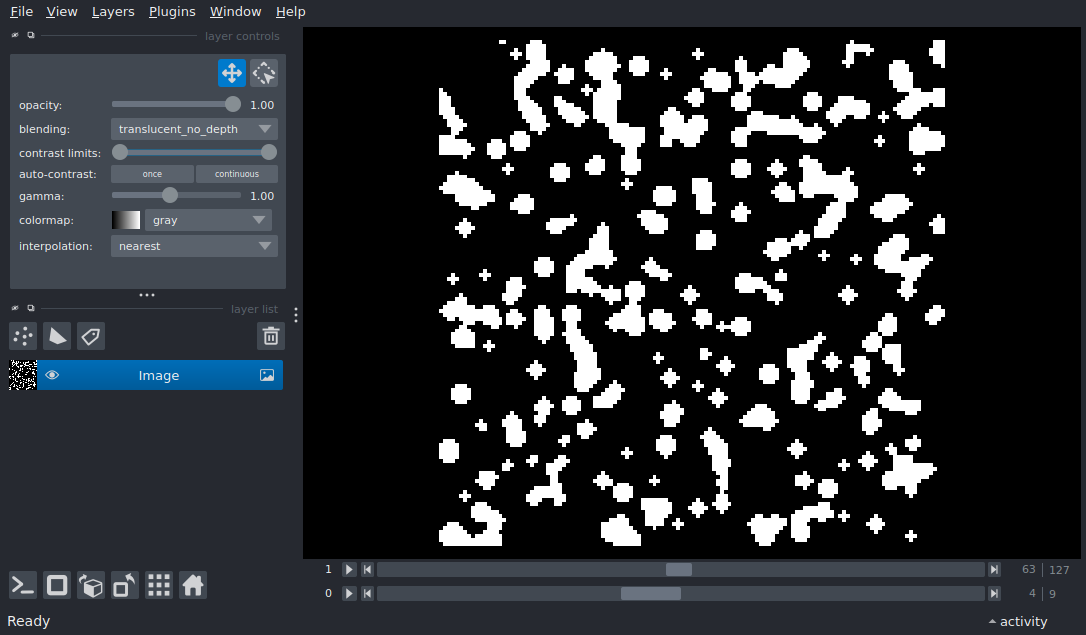 File View Layers Plugins Window Help
layer controls
opacity: 1.00
blending: translucent_no_depth
contrast limits:
auto-contrast: once continuous
gamma: 1.00
colormap: gray
interpolation: nearest
layer list
Image
1 63 127
0 4 9
Ready activity